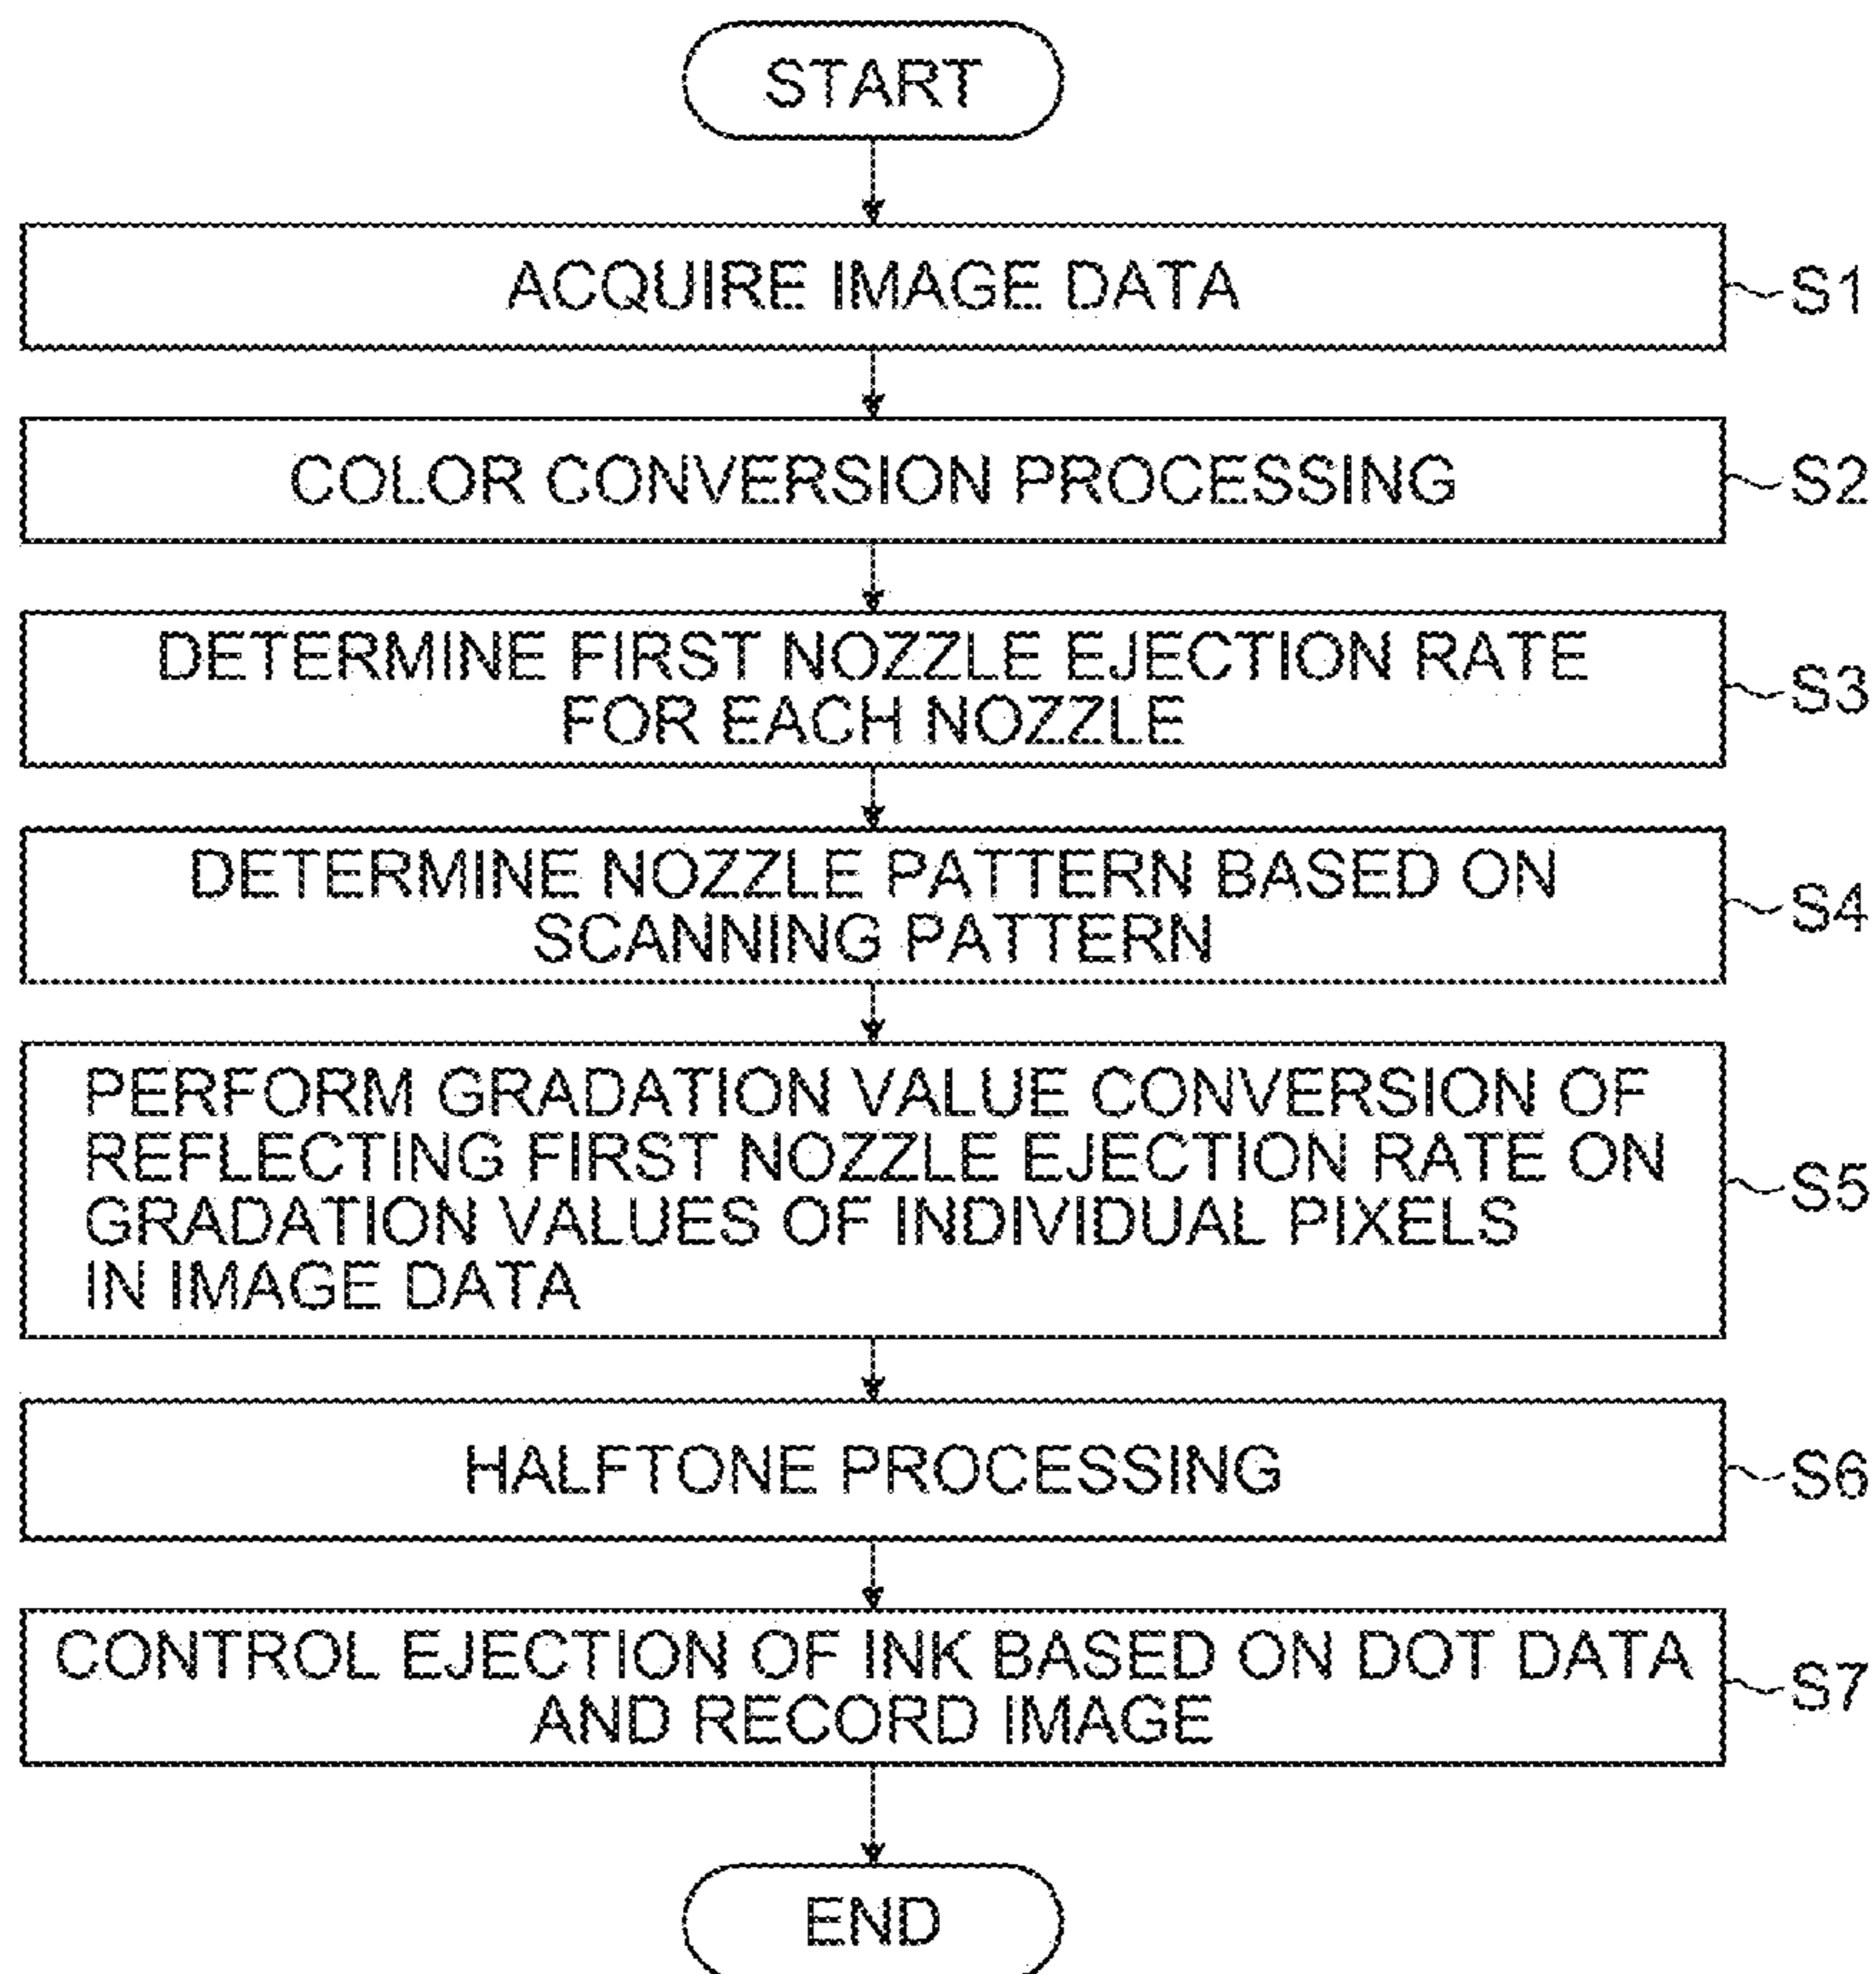 START
ACQUIRE IMAGE DATA
S1
COLOR CONVERSION PROCESSING
S2
DETERMINE FIRST NOZZLE EJECTION RATE
FOR EACH NOZZLE
S3
DETERMINE NOZZLE PATTERN BASED ON
SCANNING PATTERN
S4
PERFORM GRADATION VALUE CONVERSION OF
REFLECTING FIRST NOZZLE EJECTION RATE ON
GRADATION VALUES OF INDIVIDUAL PIXELS
IN IMAGE DATA
S5
HALFTONE PROCESSING
S6
CONTROL EJECTION OF INK BASED ON DOT DATA
AND RECORD IMAGE
S7
END